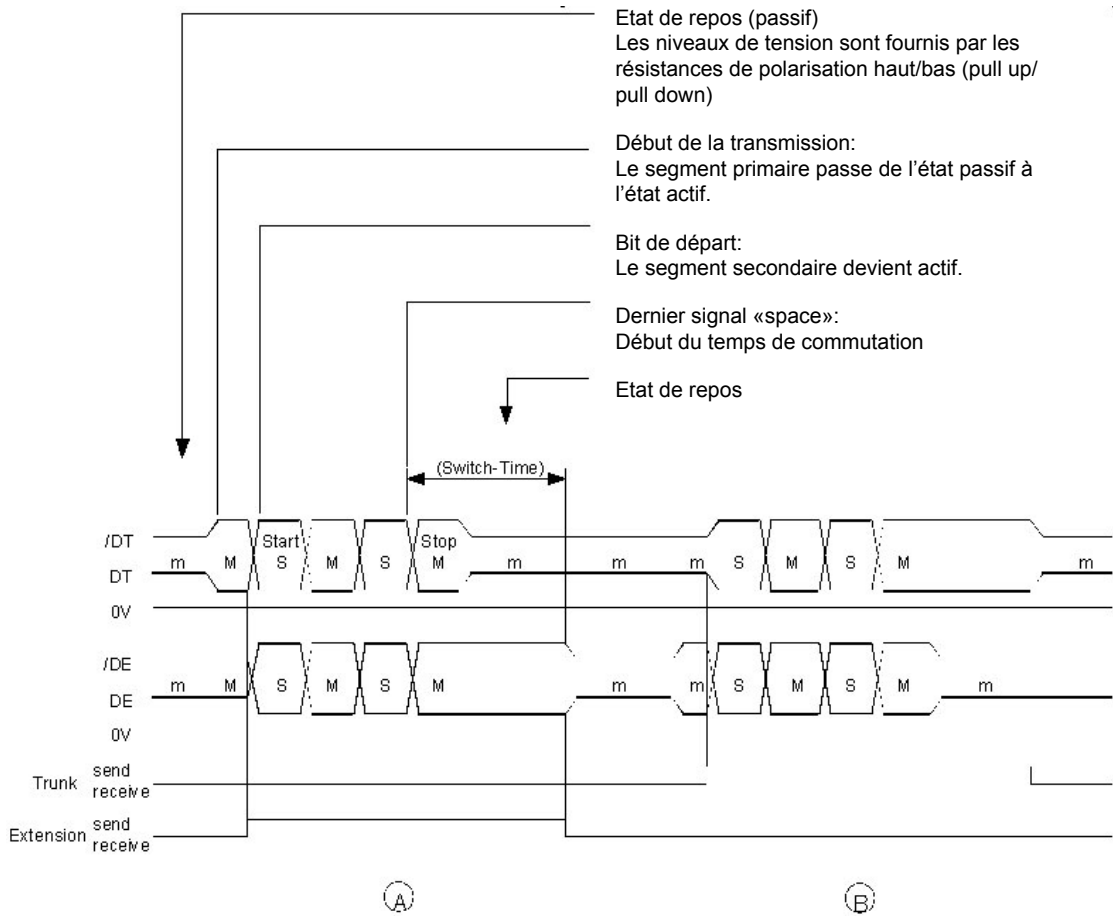 Etat de repos (passif)
Les niveaux de tension sont fournis par les
résistances de polarisation haut/bas (pull up/
pull down)
Début de la transmission:
Le segment primaire passe de l'état passif à
l'état actif.
Bit de départ:
Le segment secondaire devient actif.
Dernier signal «space»:
Début du temps de commutation
Etat de repos
(Switch-Time)
/DT
Start
Stop
m M S M S M m m m S M S M m
DT
0V
/DE
m M S M S M m m S M S M m
DE
0V
Trunk send
receive
Extension send
receive
A B